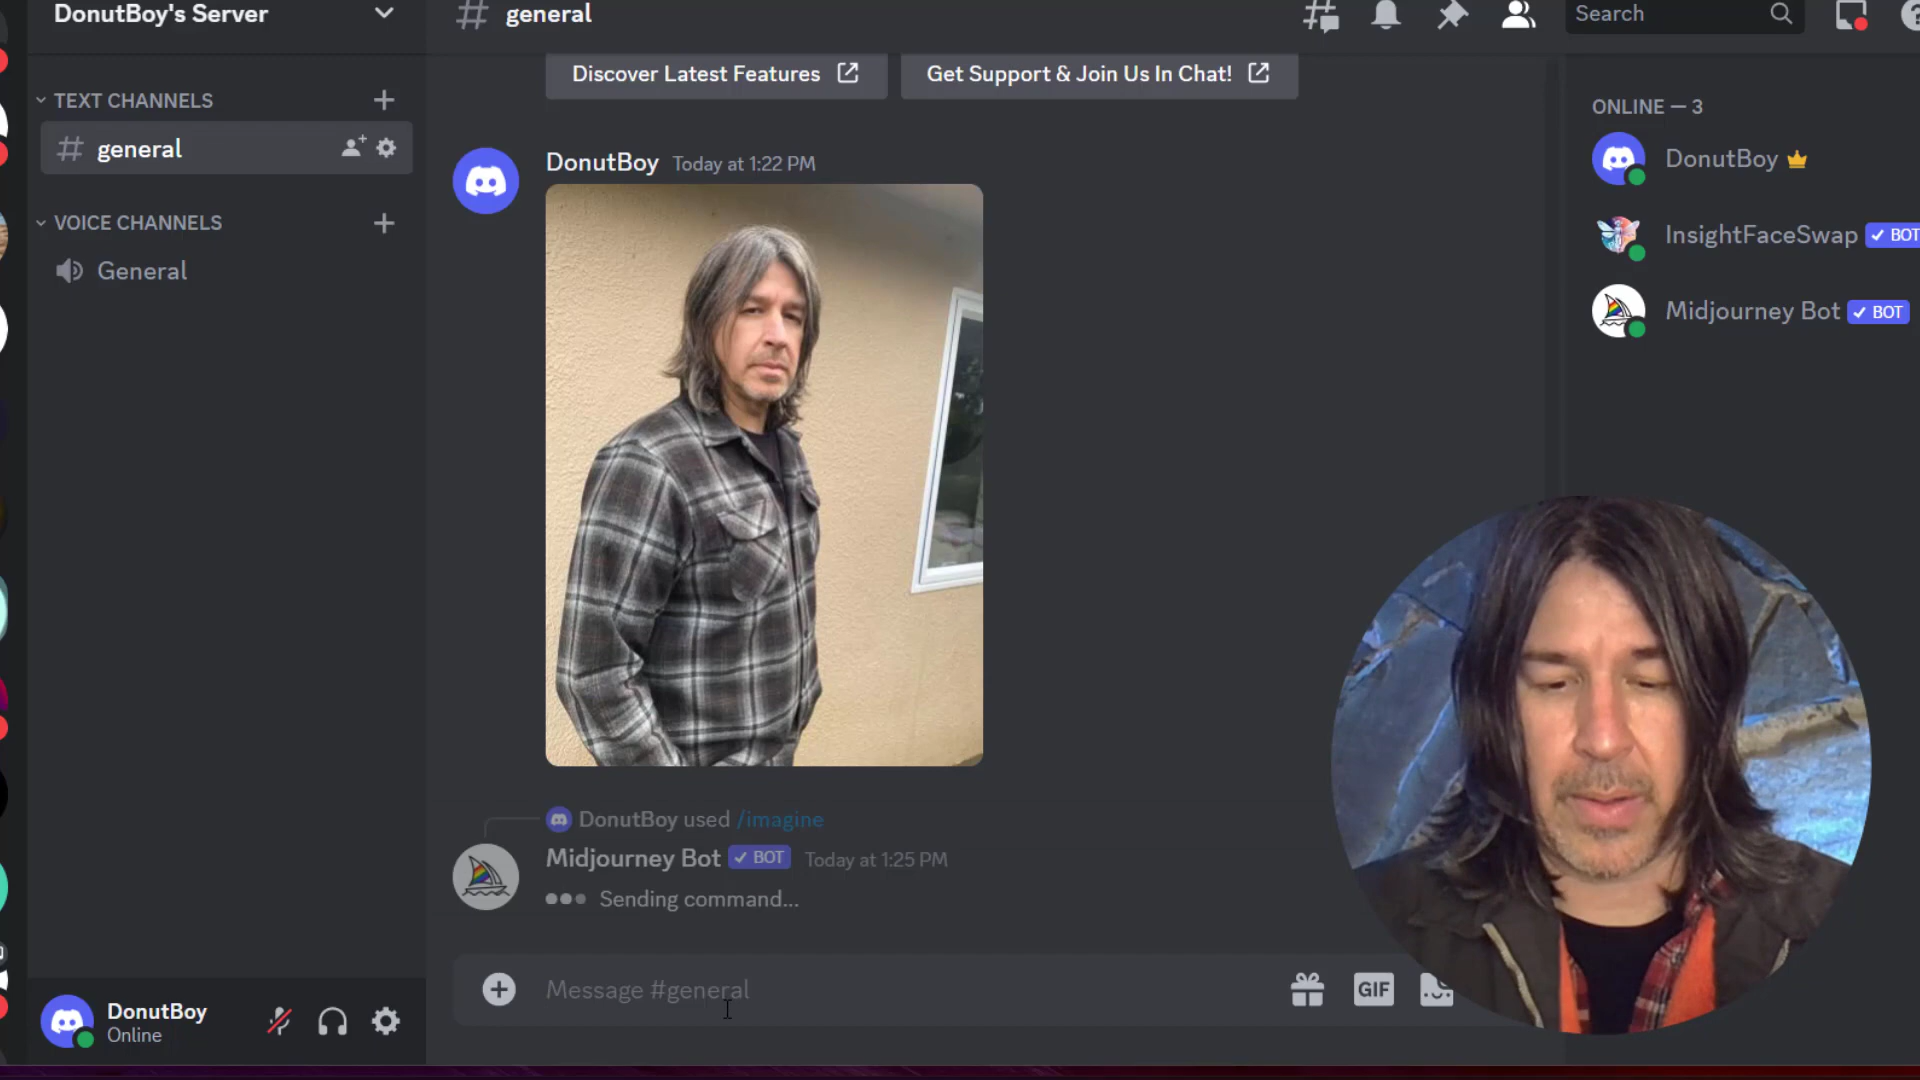 DonutBoy's Server
TEXT CHANNELS
general
VOICE CHANNELS
General
DonutBoy
Online
general
Search
Discover Latest Features
Get Support & Join Us In Chat!
DonutBoy Today at 1:22 PM
DonutBoy used /imagine
Midjourney Bot BOT Today at 1:25 PM
Sending command...
Message #general
GIF
ONLINE — 3
DonutBoy
InsightFaceSwap BOT
Midjourney Bot BOT